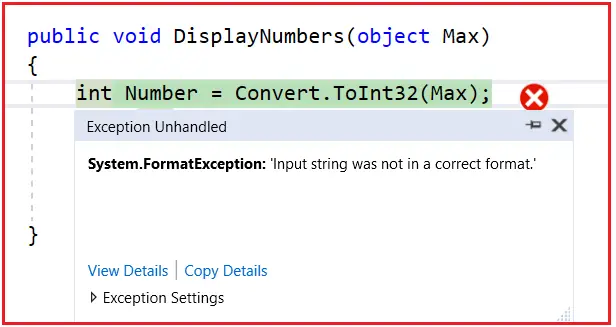 public void DisplayNumbers(object Max)
{
int Number = Convert.ToInt32(Max);
Exception Unhandled
System.FormatException: 'Input string was not in a correct format.'
}
View Details | Copy Details
Exception Settings